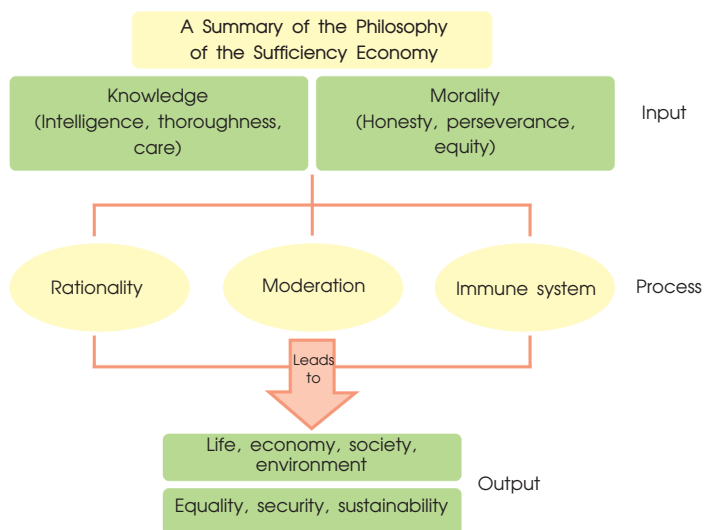 A Summary of the Philosophy
of the Sufficiency Economy
Knowledge
(Intelligence, thoroughness,
care)
Morality
(Honesty, perseverance,
equity)
Input
Rationality
Moderation
Immune system
Process
Leads
to
Life, economy, society,
environment
Equality, security, sustainability
Output